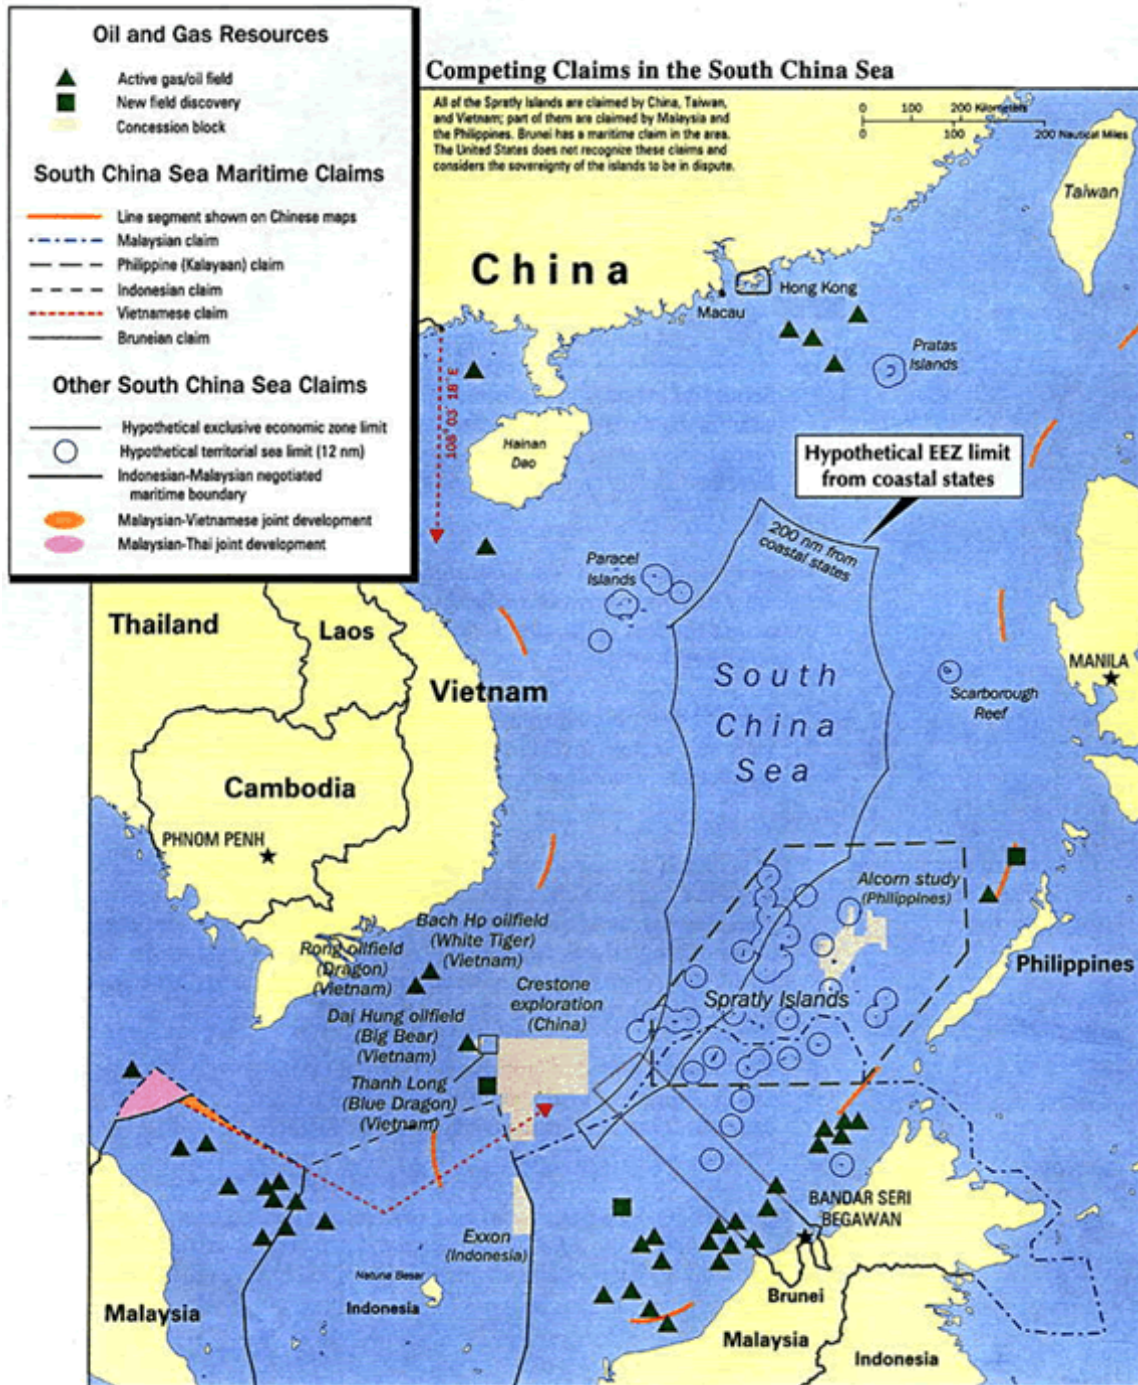 Oil and Gas Resources
Active gas/oil field
New field discovery
Concession block
South China Sea Maritime Claims
Line segment shown on Chinese maps
Malaysian claim
Philippine (Kalayaan) claim
Indonesian claim
Vietnamese claim
Bruneian claim
Other South China Sea Claims
Hypothetical exclusive economic zone limit
Hypothetical territorial sea limit (12 nm)
Indonesian-Malaysian negotiated
maritime boundary
Malaysian-Vietnamese joint development
Malaysian-Thai joint development
Competing Claims in the South China Sea
All of the Spratly Islands are claimed by China, Taiwan,
and Vietnam; part of them are claimed by Malaysia and
the Philippines. Brunei has a maritime claim in the area.
The United States does not recognize these claims and
considers the sovereignty of the islands to be in dispute.
0 100 200 Kilometers
0 100 200 Nautical Miles
Taiwan
China
Hong Kong
Macau
Pratas
Islands
108° 03' 18" E
Hainan
Dao
Hypothetical EEZ limit
from coastal states
200 nm from
coastal states
Paracel
Islands
Thailand
Laos
Vietnam
South
China
Sea
MANILA
Scarborough
Reef
Cambodia
PHNOM PENH
Alcorn study
(Philippines)
Bach Hp oilfield
(White Tiger)
(Vietnam)
Rong oilfield
(Dragon)
(Vietnam)
Philippines
Crestone
exploration
(China)
Spratly Islands
Dai Hung oilfield
(Big Bear)
(Vietnam)
Thanh Long
(Blue Dragon)
(Vietnam)
BANDAR SERI
BEGAWAN
Exxon
(Indonesia)
Natuna Besar
Indonesia
Malaysia
Brunei
Malaysia
Indonesia